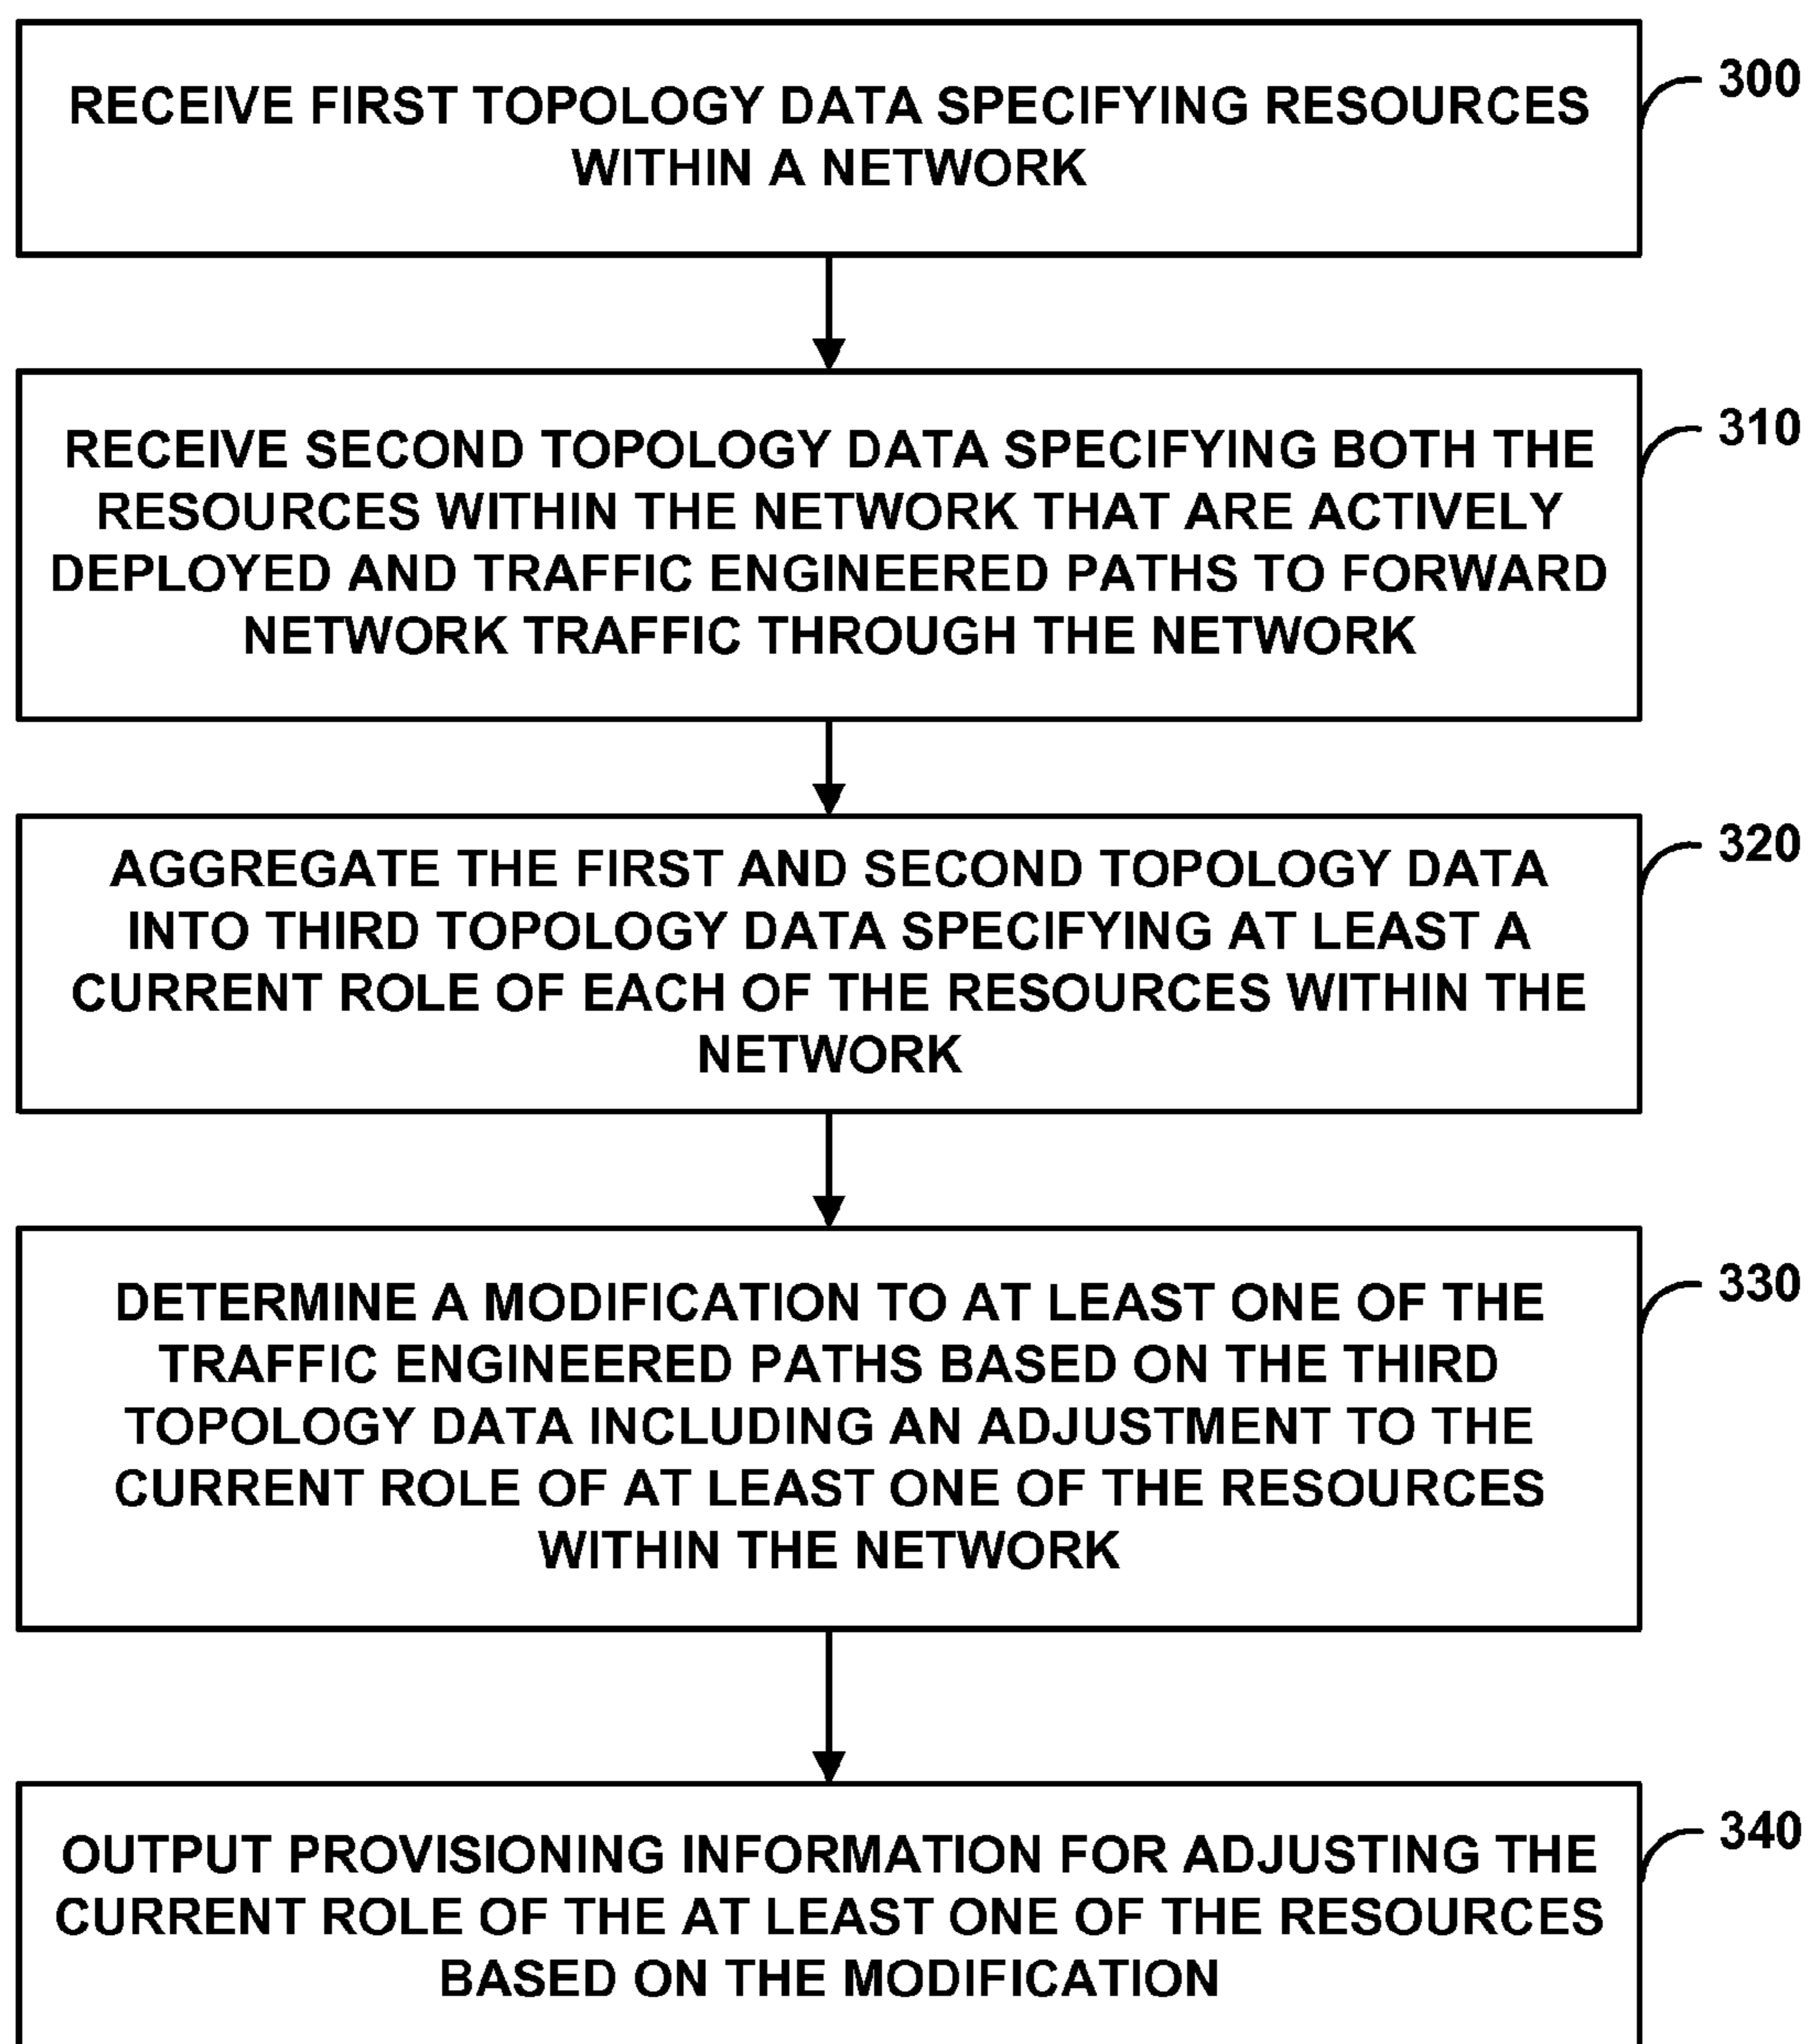 RECEIVE FIRST TOPOLOGY DATA SPECIFYING RESOURCES
WITHIN A NETWORK
300
RECEIVE SECOND TOPOLOGY DATA SPECIFYING BOTH THE
RESOURCES WITHIN THE NETWORK THAT ARE ACTIVELY
DEPLOYED AND TRAFFIC ENGINEERED PATHS TO FORWARD
NETWORK TRAFFIC THROUGH THE NETWORK
310
AGGREGATE THE FIRST AND SECOND TOPOLOGY DATA
INTO THIRD TOPOLOGY DATA SPECIFYING AT LEAST A
CURRENT ROLE OF EACH OF THE RESOURCES WITHIN THE
NETWORK
320
DETERMINE A MODIFICATION TO AT LEAST ONE OF THE
TRAFFIC ENGINEERED PATHS BASED ON THE THIRD
TOPOLOGY DATA INCLUDING AN ADJUSTMENT TO THE
CURRENT ROLE OF AT LEAST ONE OF THE RESOURCES
WITHIN THE NETWORK
330
OUTPUT PROVISIONING INFORMATION FOR ADJUSTING THE
CURRENT ROLE OF THE AT LEAST ONE OF THE RESOURCES
BASED ON THE MODIFICATION
340